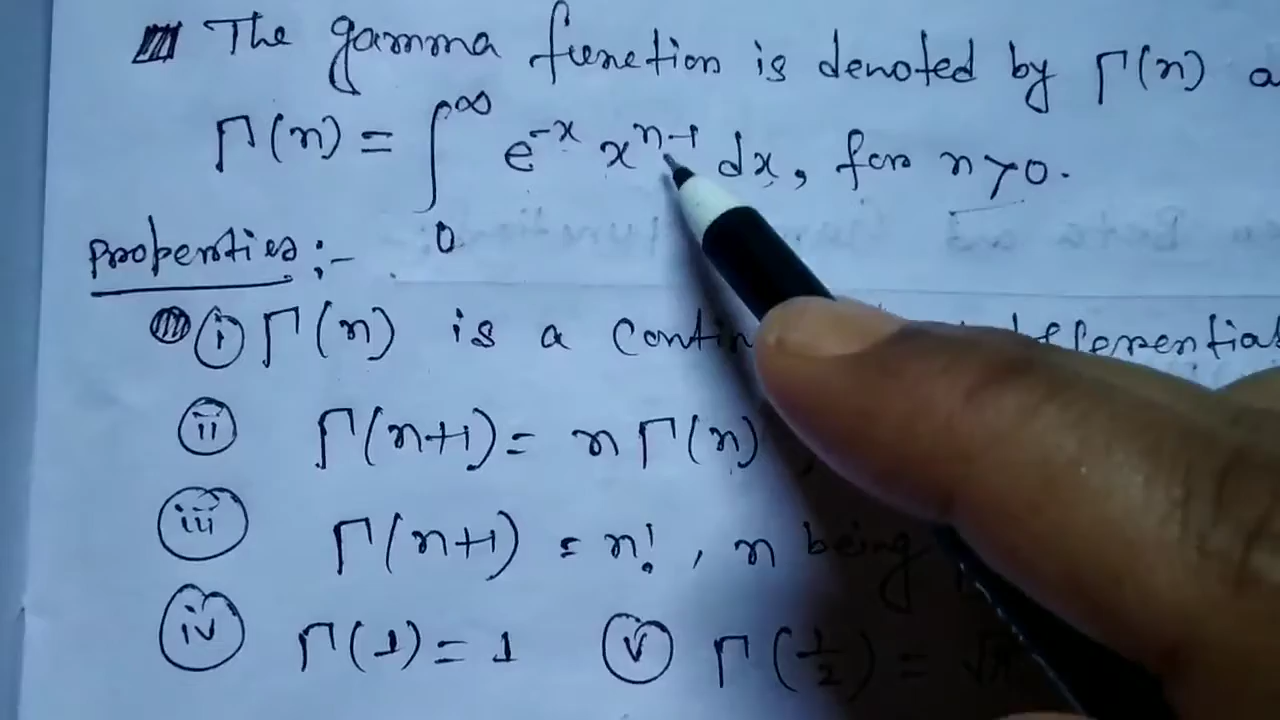 The gamma function is denoted by Γ(n) a
Γ(n) = ∫₀^∞ e^-x x^n-1 dx, for n>0.
Properties :-
(i) Γ(n) is a
(ii) Γ(n+1) = n Γ(n),
(iii) Γ(n+1) = n!, n being
(iv) Γ(1) = 1 (v) Γ(1/2) =